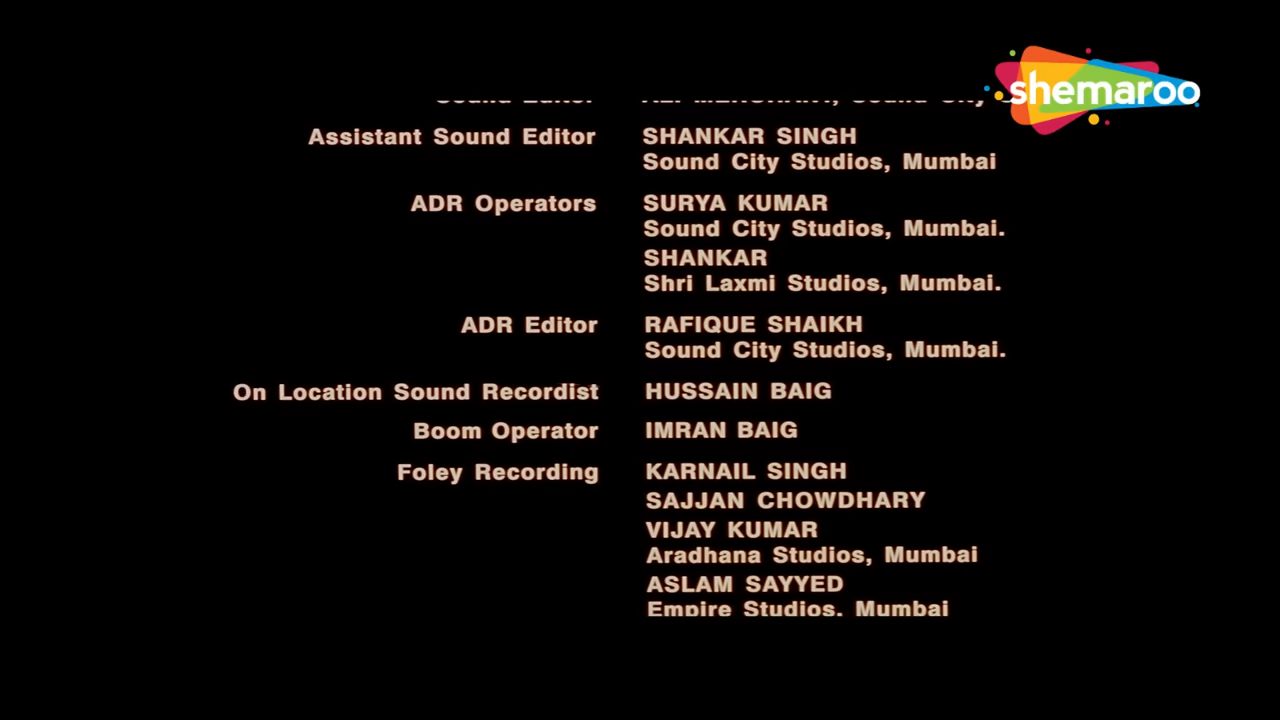 shemaroo
Sound Editor
Assistant Sound Editor SHANKAR SINGH
Sound City Studios, Mumbai
ADR Operators SURYA KUMAR
Sound City Studios, Mumbai.
SHANKAR
Shri Laxmi Studios, Mumbai.
ADR Editor RAFIQUE SHAIKH
Sound City Studios, Mumbai.
On Location Sound Recordist HUSSAIN BAIG
Boom Operator IMRAN BAIG
Foley Recording KARNAIL SINGH
SAJJAN CHOWDHARY
VIJAY KUMAR
Aradhana Studios, Mumbai
ASLAM SAYYED
Empire Studios, Mumbai